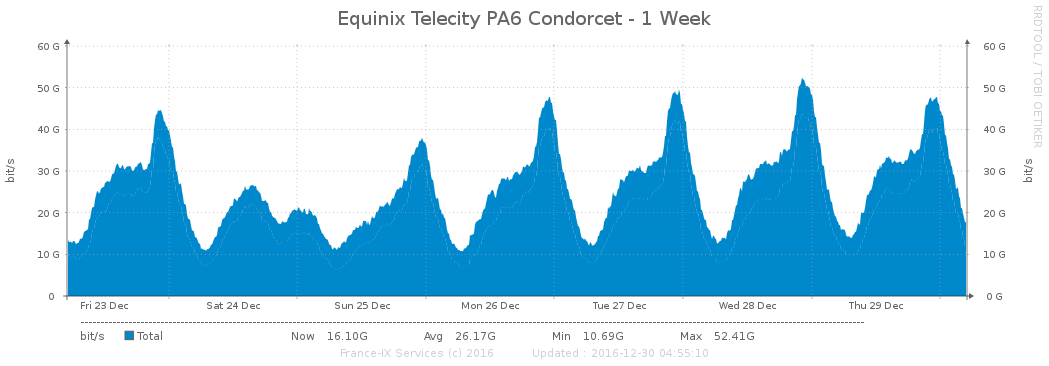 Equinix Telecity PA6 Condorcet - 1 Week
RRDTOOL / TOBI OETIKER
bit/s
bit/s
60 G 60 G
50 G 50 G
40 G 40 G
30 G 30 G
20 G 20 G
10 G 10 G
0 0 G
Fri 23 Dec Sat 24 Dec Sun 25 Dec Mon 26 Dec Tue 27 Dec Wed 28 Dec Thu 29 Dec
bit/s Total Now 16.10G Avg 26.17G Min 10.69G Max 52.41G
France-IX Services (c) 2016 Updated : 2016-12-30 04:55:10